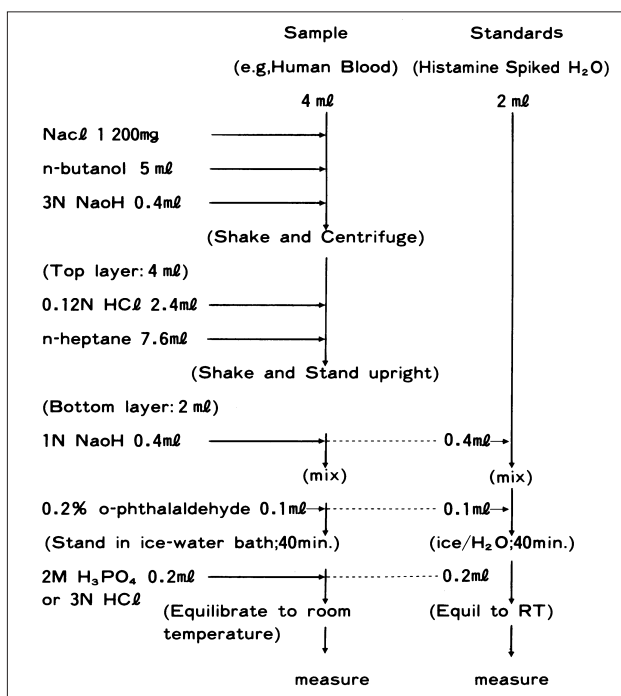 Sample Standards
(e.g,Human Blood) (Histamine Spiked H₂O)
4 mℓ 2 mℓ
Nacℓ 1 200mg
n-butanol 5 mℓ
3N NaoH 0.4mℓ
(Shake and Centrifuge)
(Top layer: 4 mℓ)
0.12N HCℓ 2.4mℓ
n-heptane 7.6mℓ
(Shake and Stand upright)
(Bottom layer: 2 mℓ)
1N NaOH 0.4mℓ 0.4mℓ
(mix) (mix)
0.2% o-phthalaldehyde 0.1mℓ 0.1mℓ
(Stand in ice-water bath;40min.) (ice/H₂O;40min.)
2M H₃PO₄ 0.2mℓ 0.2mℓ
or 3N HCℓ
(Equilibrate to room (Equil to RT)
temperature)
measure measure